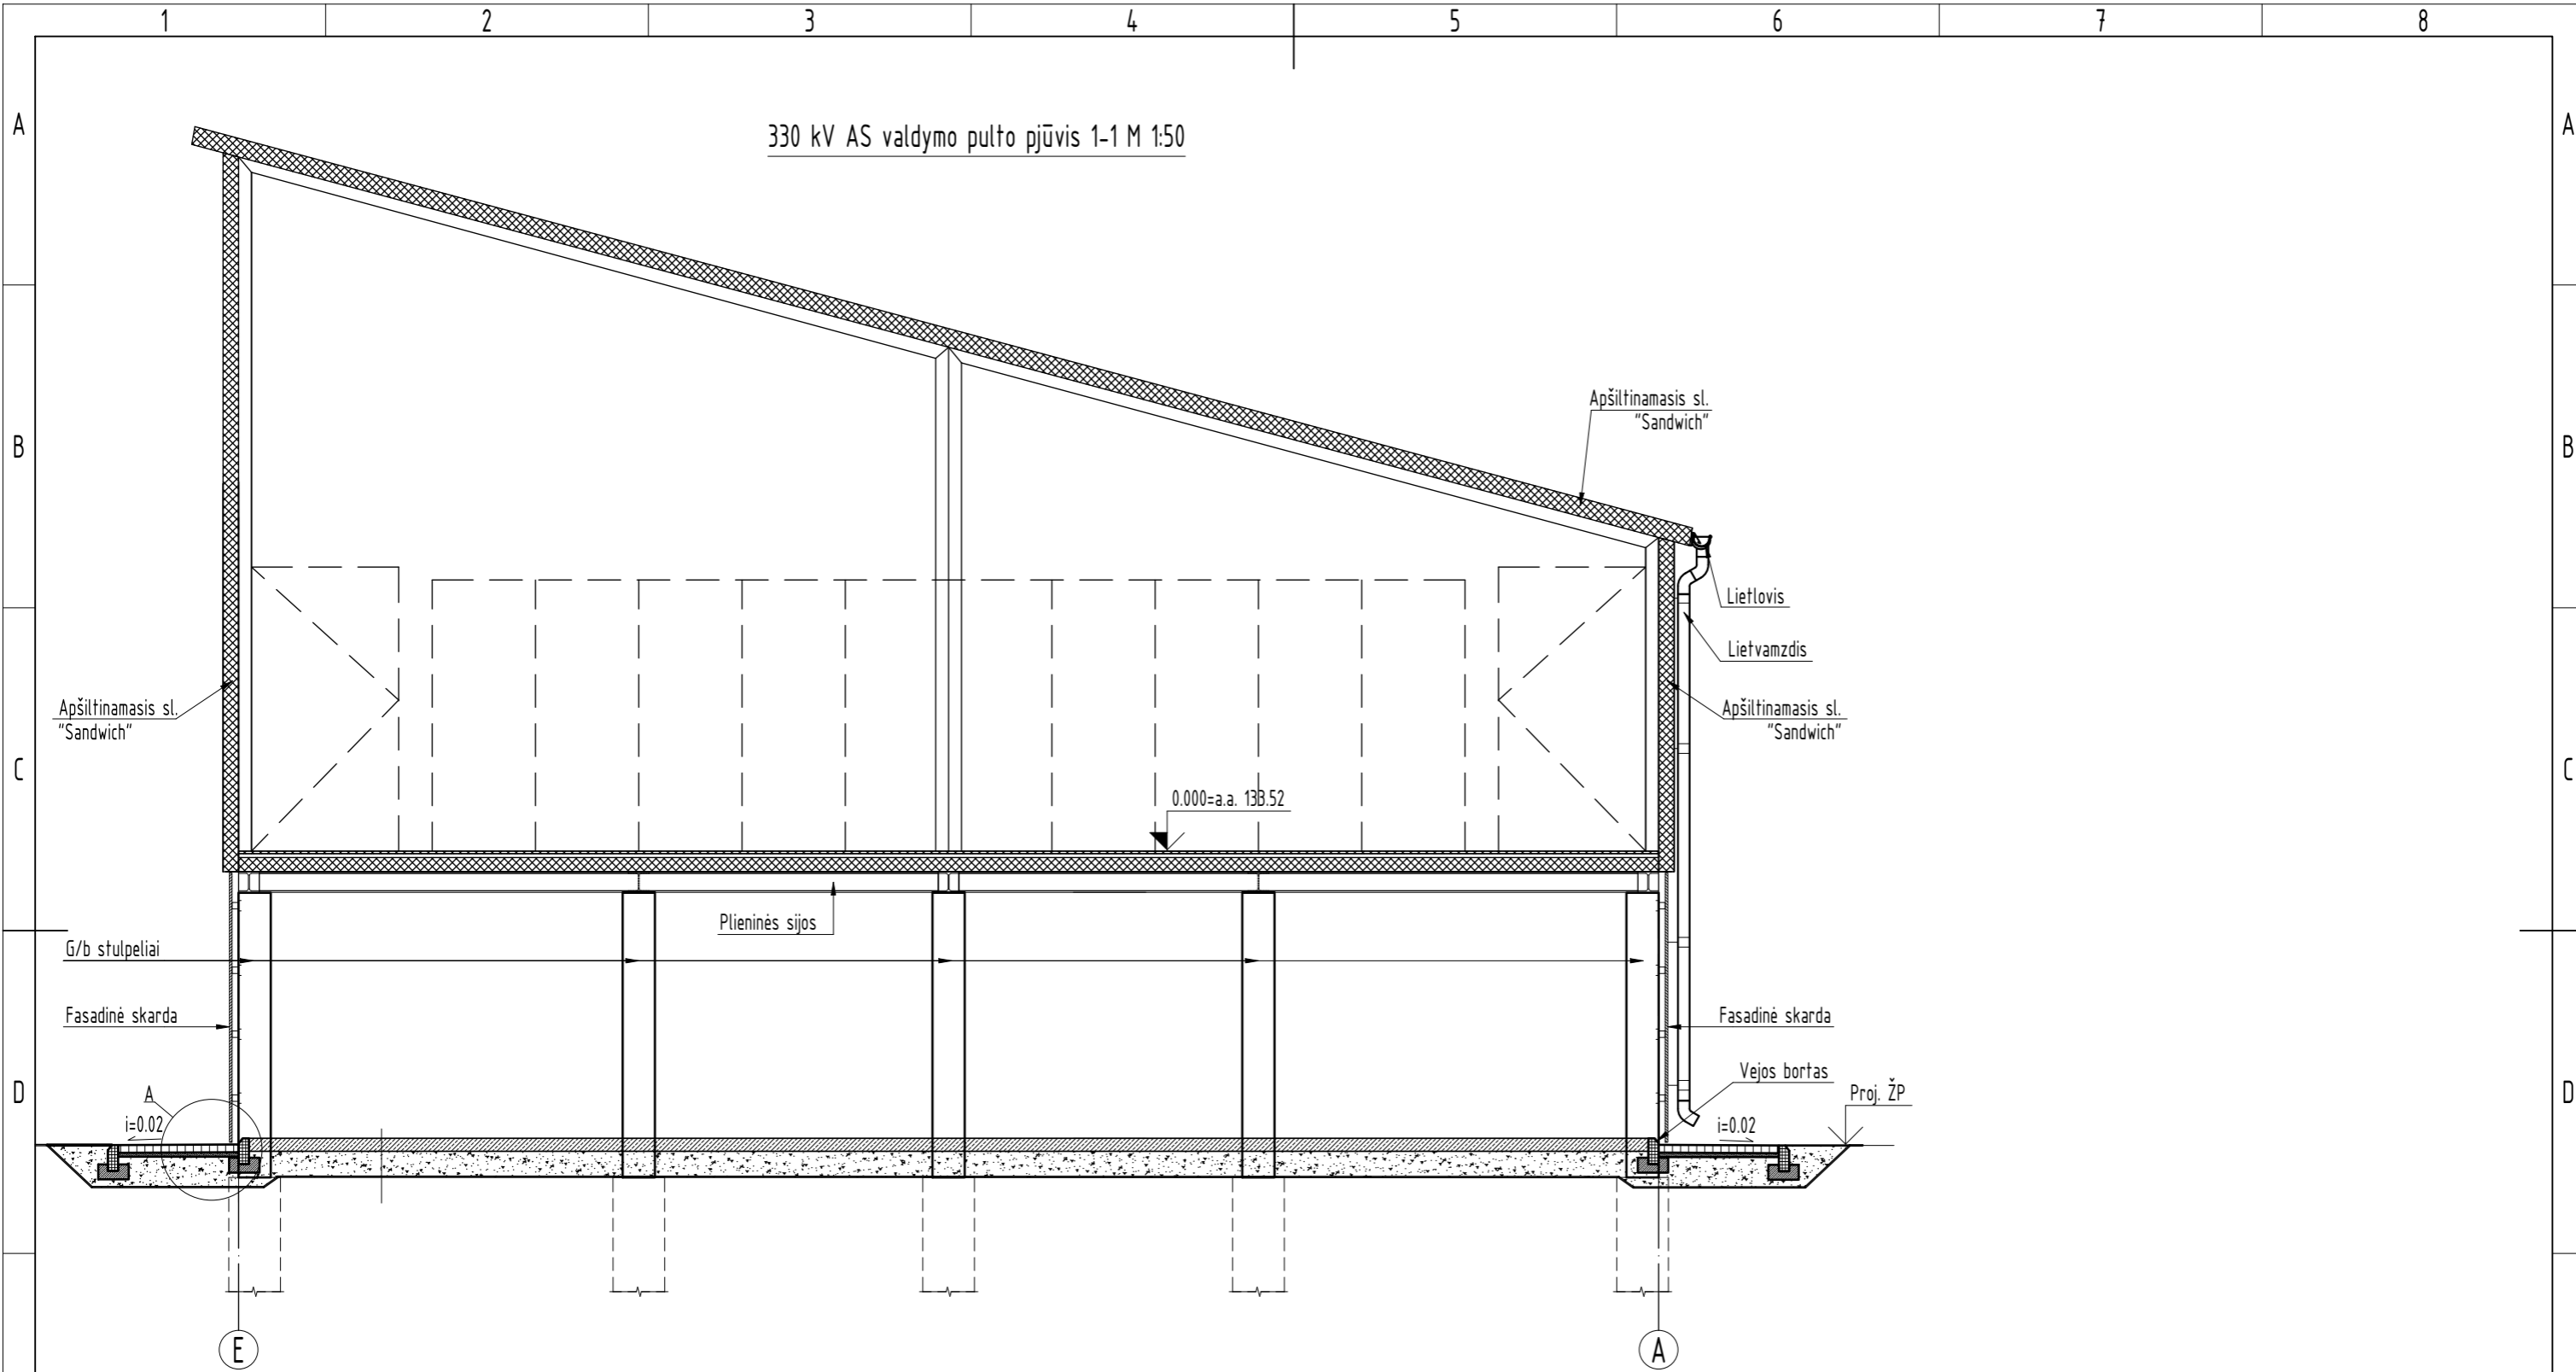 1 2 3 4 5 6 7 8
A A
330 kV AS valdymo pulto pjūvis 1-1 M 1:50
Apšiltinamasis sl.
"Sandwich"
B B
Lietlovis
Lietvamzdis
Apšiltinamasis sl.
"Sandwich"
Apšiltinamasis sl.
"Sandwich"
C C
0.000=a.a. 133.52
Plieninės sijos
G/b stulpeliai
Fasadinė skarda
Fasadinė skarda
Vejos bortas
D D
A
Proj. ŽP
i=0.02
i=0.02
E A